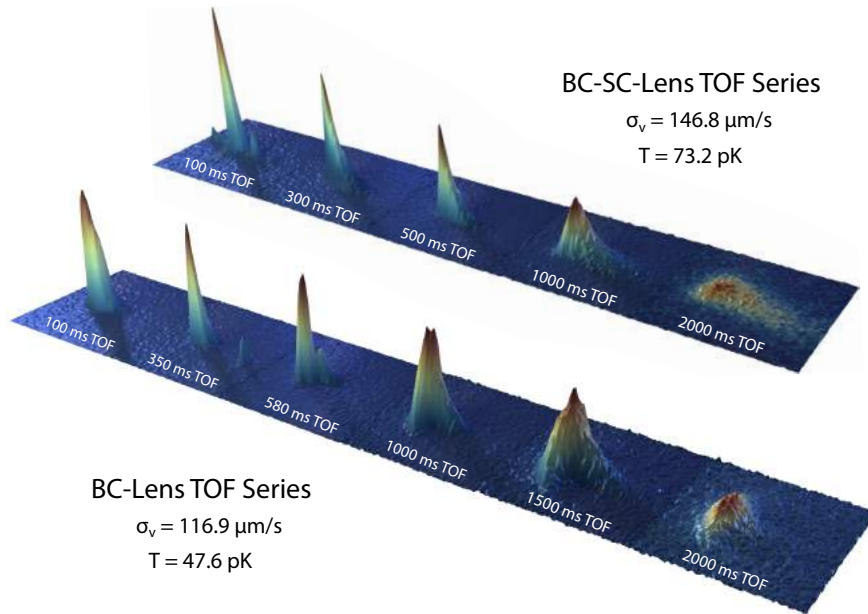 BC-SC-Lens TOF Series
σᵥ = 146.8 μm/s
T = 73.2 pK
100 ms TOF
300 ms TOF
500 ms TOF
1000 ms TOF
2000 ms TOF
100 ms TOF
350 ms TOF
580 ms TOF
1000 ms TOF
1500 ms TOF
2000 ms TOF
BC-Lens TOF Series
σᵥ = 116.9 μm/s
T = 47.6 pK